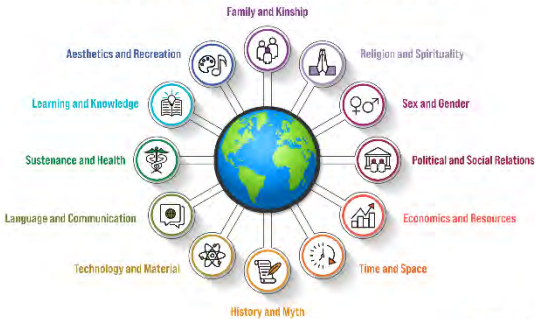 Family and Kinship
Aesthetics and Recreation
Religion and Spirituality
Learning and Knowledge
Sex and Gender
Sustenance and Health
Political and Social Relations
Language and Communication
Economics and Resources
Technology and Material
Time and Space
History and Myth